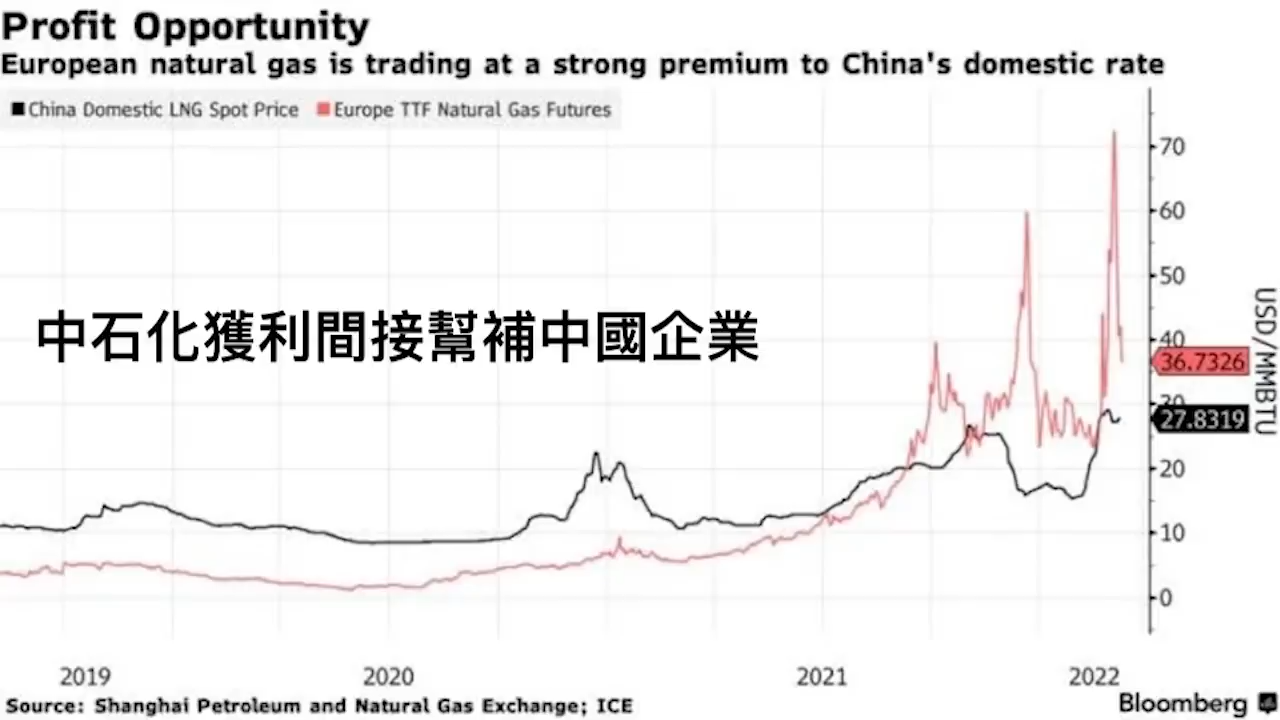 Profit Opportunity
European natural gas is trading at a strong premium to China's domestic rate
China Domestic LNG Spot Price Europe TTF Natural Gas Futures
70
60
50
40
36.7326
30
27.8319
20
10
0
USD/MMBTU
中石化獲利間接幫補中國企業
2019 2020 2021 2022
Source: Shanghai Petroleum and Natural Gas Exchange; ICE
Bloomberg